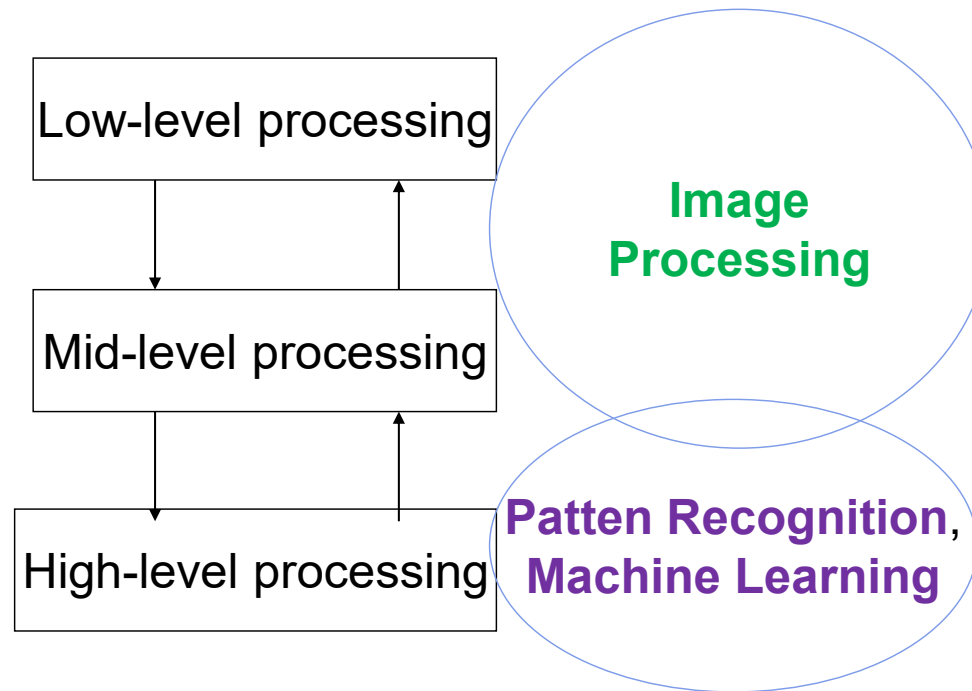 Low-level processing
Image
Processing
Mid-level processing
Patten Recognition,
Machine Learning
High-level processing